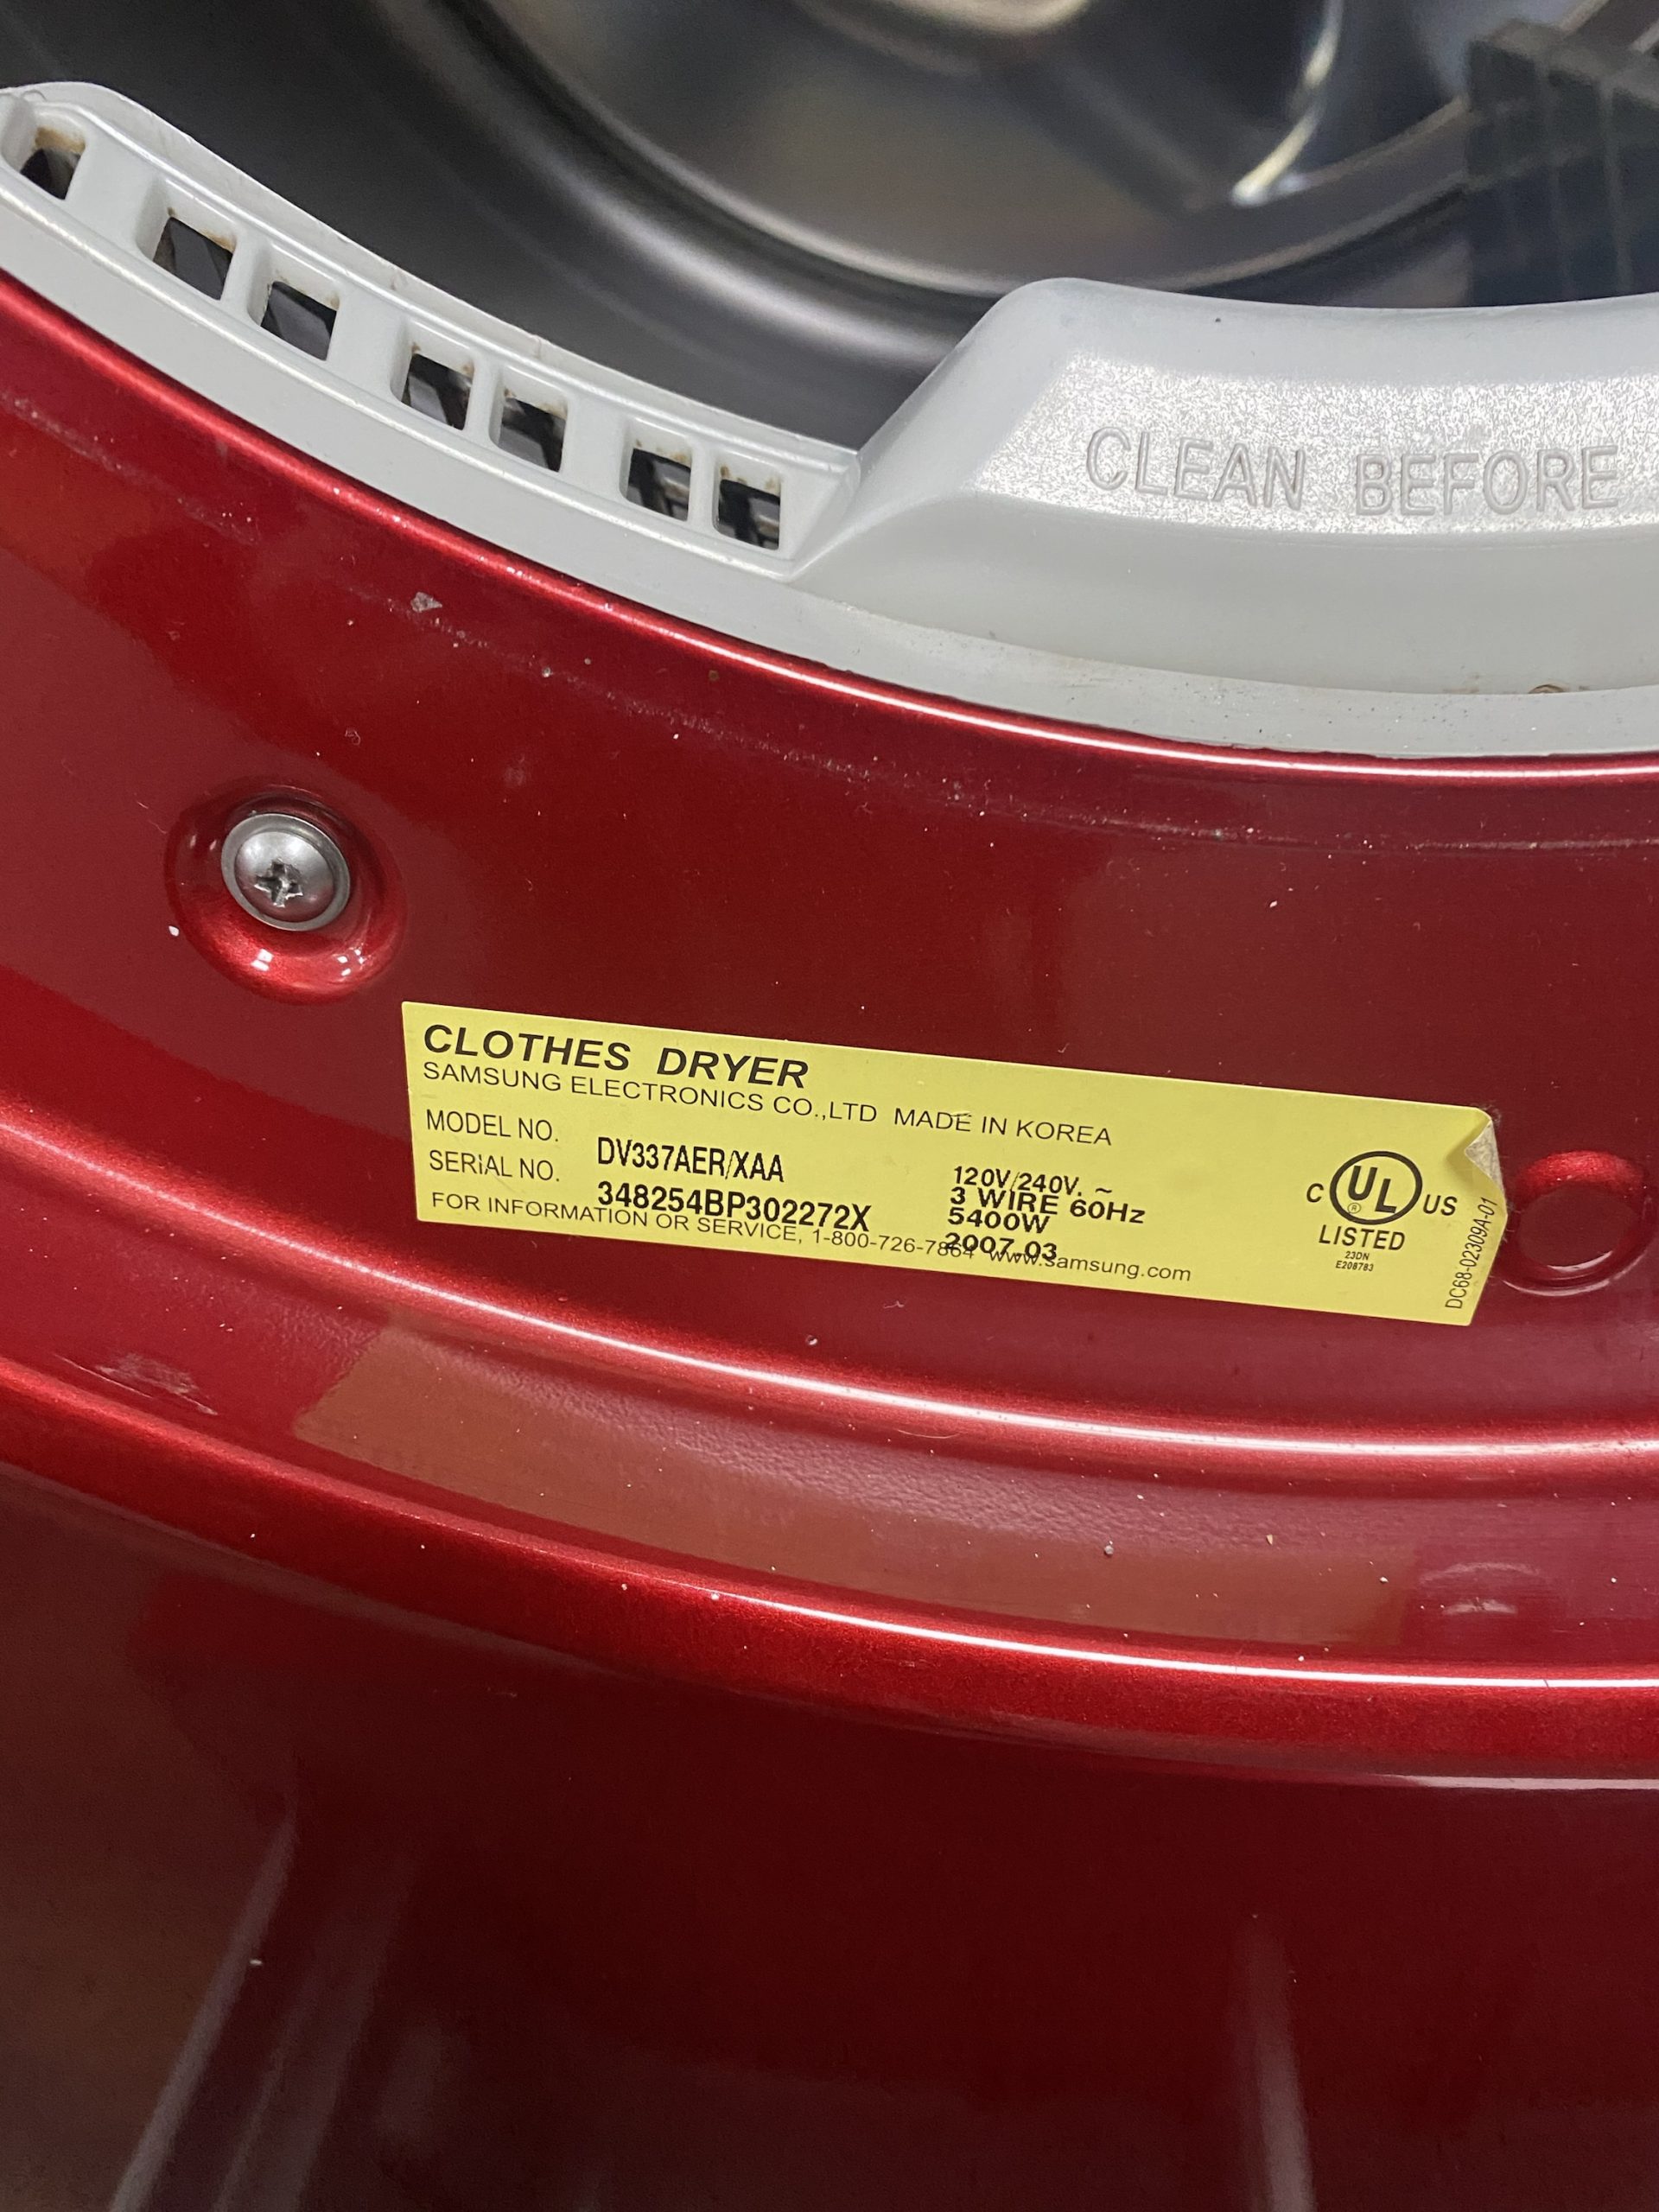 CLEAN BEFORE
CLOTHES DRYER
SAMSUNG ELECTRONICS CO.,LTD MADE IN KOREA
MODEL NO. DV337AER/XAA
SERIAL NO. 348254BP302272X
120V/240V. ~
3 WIRE 60Hz
5400W
2007.03
FOR INFORMATION OR SERVICE, 1-800-726-7864 www.samsung.com
C UL US
®
LISTED
23DN
E208783
DC68-02309A-01